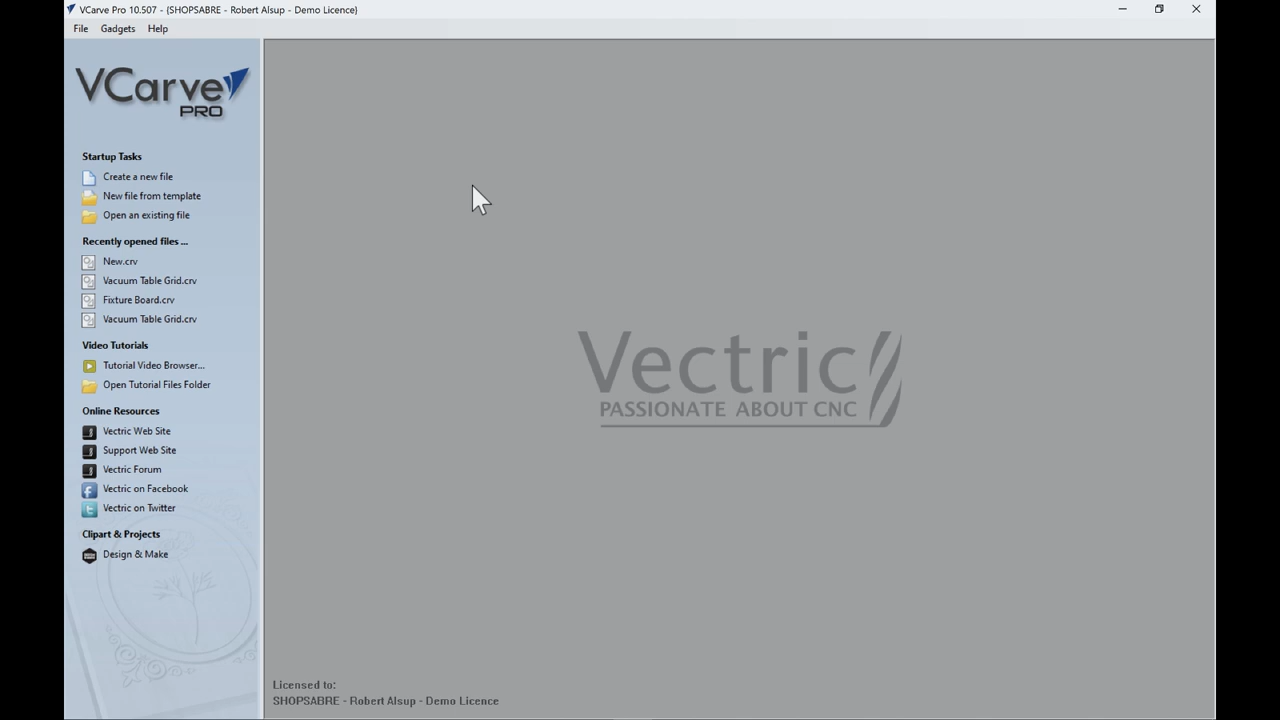 VCarve Pro 10.507 - {SHOPSABRE - Robert Alsup - Demo Licence}
File Gadgets Help
VCarve
PRO
Startup Tasks
Create a new file
New file from template
Open an existing file
Recently opened files ...
New.crv
Vacuum Table Grid.crv
Fixture Board.crv
Vacuum Table Grid.crv
Video Tutorials
Tutorial Video Browser...
Open Tutorial Files Folder
Online Resources
Vectric Web Site
Support Web Site
Vectric Forum
Vectric on Facebook
Vectric on Twitter
Clipart & Projects
Design & Make
Vectric
PASSIONATE ABOUT CNC
Licensed to:
SHOPSABRE - Robert Alsup - Demo Licence